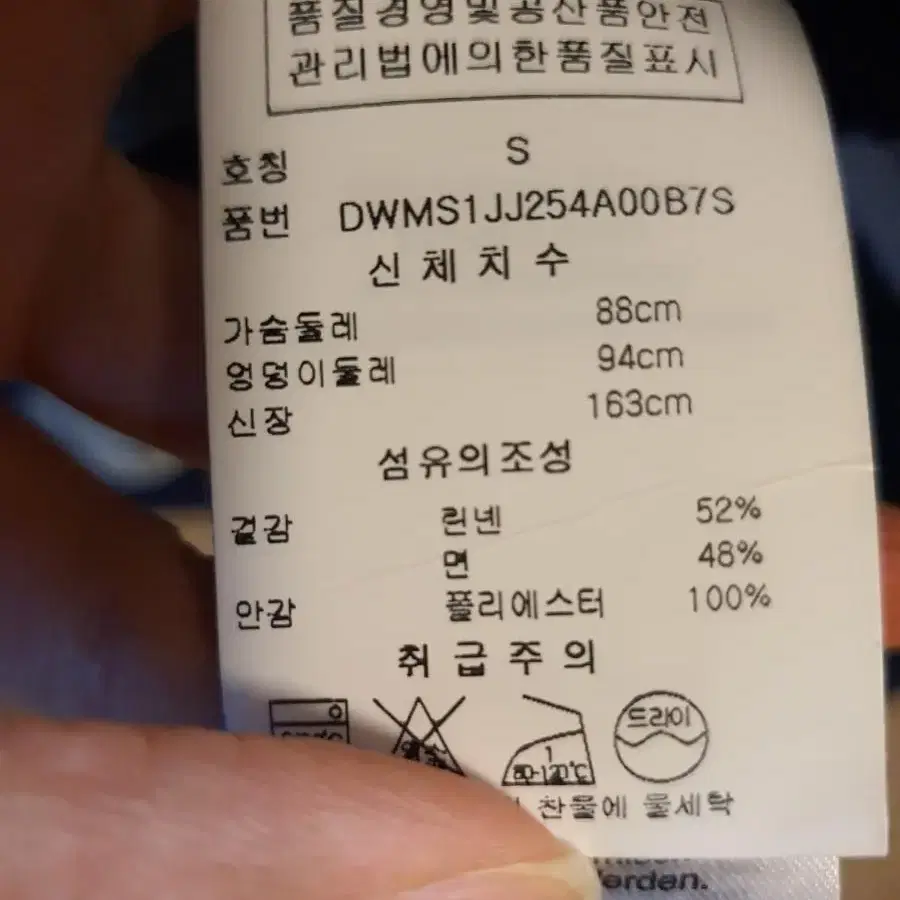 품질경영및공산품안전
관리법에의한품질표시
호칭 S
품번 DWMS1JJ254A00B7S
신체치수
가슴둘레 88cm
엉덩이둘레 94cm
신장 163cm
섬유의조성
겉감 린넨 52%
면 48%
안감 폴리에스터 100%
취급주의
드라이
80-120℃
찬물에 물세탁